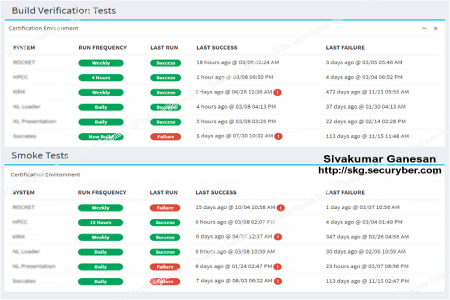 Build Verification Tests
Certification Environment
SYSTEM RUN FREQUENCY LAST RUN LAST SUCCESS LAST FAILURE
ROCKET Weekly Success 18 hours ago @ 03/08 02:24 AM 3 days ago @ 03/05 05:46 AM
HPCC 4 Hours Success 1 hour ago @ 03/08 06:50 PM 4 days ago @ 03/04 06:52 PM
KRM Weekly Success days ago @ 04/28 12:36 AM 472 days ago @ 11/21 05:55 AM
NL Loader Daily Success hours ago @ 03/08 04:13 PM 37 days ago @ 01/30 04:13 AM
NL Presentation Daily Success 5 hours ago @ 03/08 03:20 PM 22 days ago @ 02/14 02:28 PM
Socrates New Build Failure 5 days ago @ 07/30 10:32 AM 113 days ago @ 11/15 11:48 AM
Smoke Tests
Sivakumar Ganesan
http://skg.securyber.com
Certification Environment
SYSTEM RUN FREQUENCY LAST RUN LAST SUCCESS LAST FAILURE
ROCKET Weekly Failure 15 days ago @ 10/04 10:58 AM 1 day ago @ 03/07 10:56 AM
HPCC 12 Hours Success hours ago @ 03/08 02:07 PM 4 days ago @ 03/04 01:49 PM
KRM Weekly Success 6 days ago @ 04/ 12:37 AM 347 days ago @ 03/26 04:55 AM
NL Loader Daily Success hours ago @ 03/08 10:59 AM 30 days ago @ 02/06 10:59 AM
NL Presentation Daily Failure 8 days ago @ 01/24 02:47 PM 23 hours ago @ 03/07 08:56 PM
Socrates Weekly Failure 7 days ago @ 08/03 06:32 AM 113 days ago @ 11/15 02:47 PM